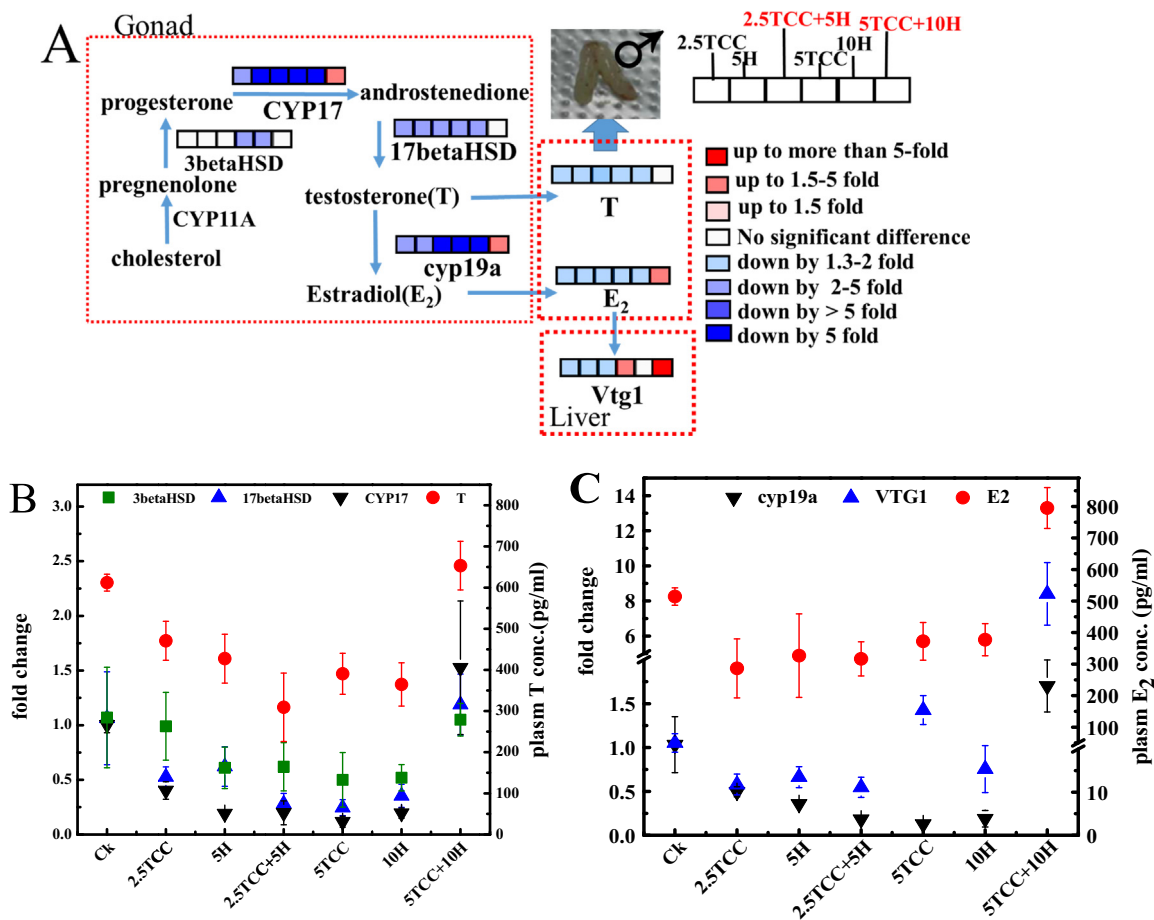 A
Gonad
progesterone
CYP17
androstenedione
3betaHSD
17betaHSD
pregnenolone
CYP11A
cholesterol
testosterone(T)
cyp19a
Estradiol(E2)
T
E2
Vtg1
Liver
2.5TCC
5H
2.5TCC+5H
5TCC
10H
5TCC+10H
up to more than 5-fold
up to 1.5-5 fold
up to 1.5 fold
No significant difference
down by 1.3-2 fold
down by 2-5 fold
down by > 5 fold
down by 5 fold
B
3betaHSD 17betaHSD CYP17 T
fold change
3.0
2.5
2.0
1.5
1.0
0.5
0.0
800
700
600
500
400
300
200
100
0
plasm T conc.(pg/ml)
Ck
2.5TCC
5H
2.5TCC+5H
5TCC
10H
5TCC+10H
C
cyp19a VTG1 E2
fold change
14
12
10
8
6
1.5
1.0
0.5
0.0
800
700
600
500
400
300
200
100
10
0
plasm E2 conc. (pg/ml)
Ck
2.5TCC
5H
2.5TCC+5H
5TCC
10H
5TCC+10H